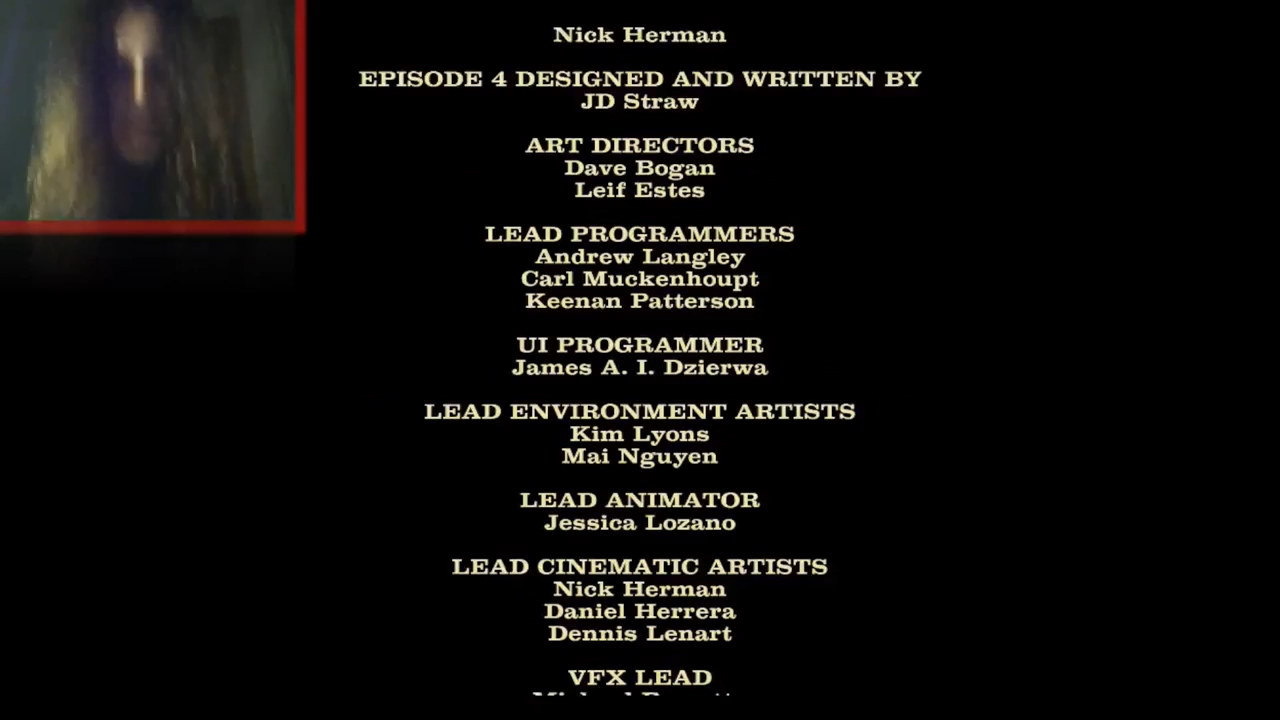 Nick Herman
EPISODE 4 DESIGNED AND WRITTEN BY
JD Straw
ART DIRECTORS
Dave Bogan
Leif Estes
LEAD PROGRAMMERS
Andrew Langley
Carl Muckenhoupt
Keenan Patterson
UI PROGRAMMER
James A. I. Dzierwa
LEAD ENVIRONMENT ARTISTS
Kim Lyons
Mai Nguyen
LEAD ANIMATOR
Jessica Lozano
LEAD CINEMATIC ARTISTS
Nick Herman
Daniel Herrera
Dennis Lenart
VFX LEAD